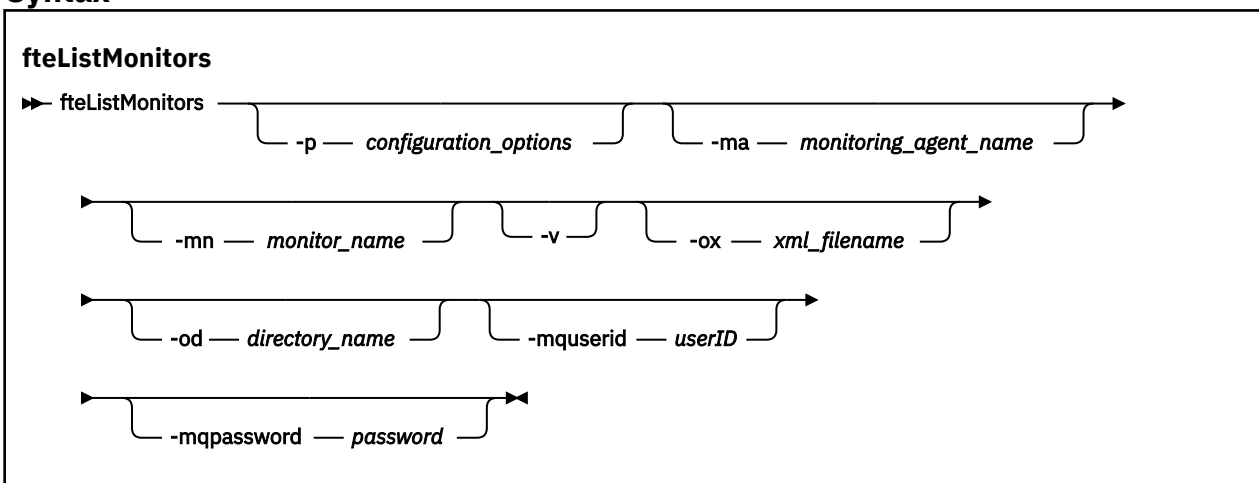 Syntax
fteListMonitors
fteListMonitors
-p configuration_options -ma monitoring_agent_name
-mn monitor_name -v -ox xml_filename
-od directory_name -mquserid userID
-mqpassword password